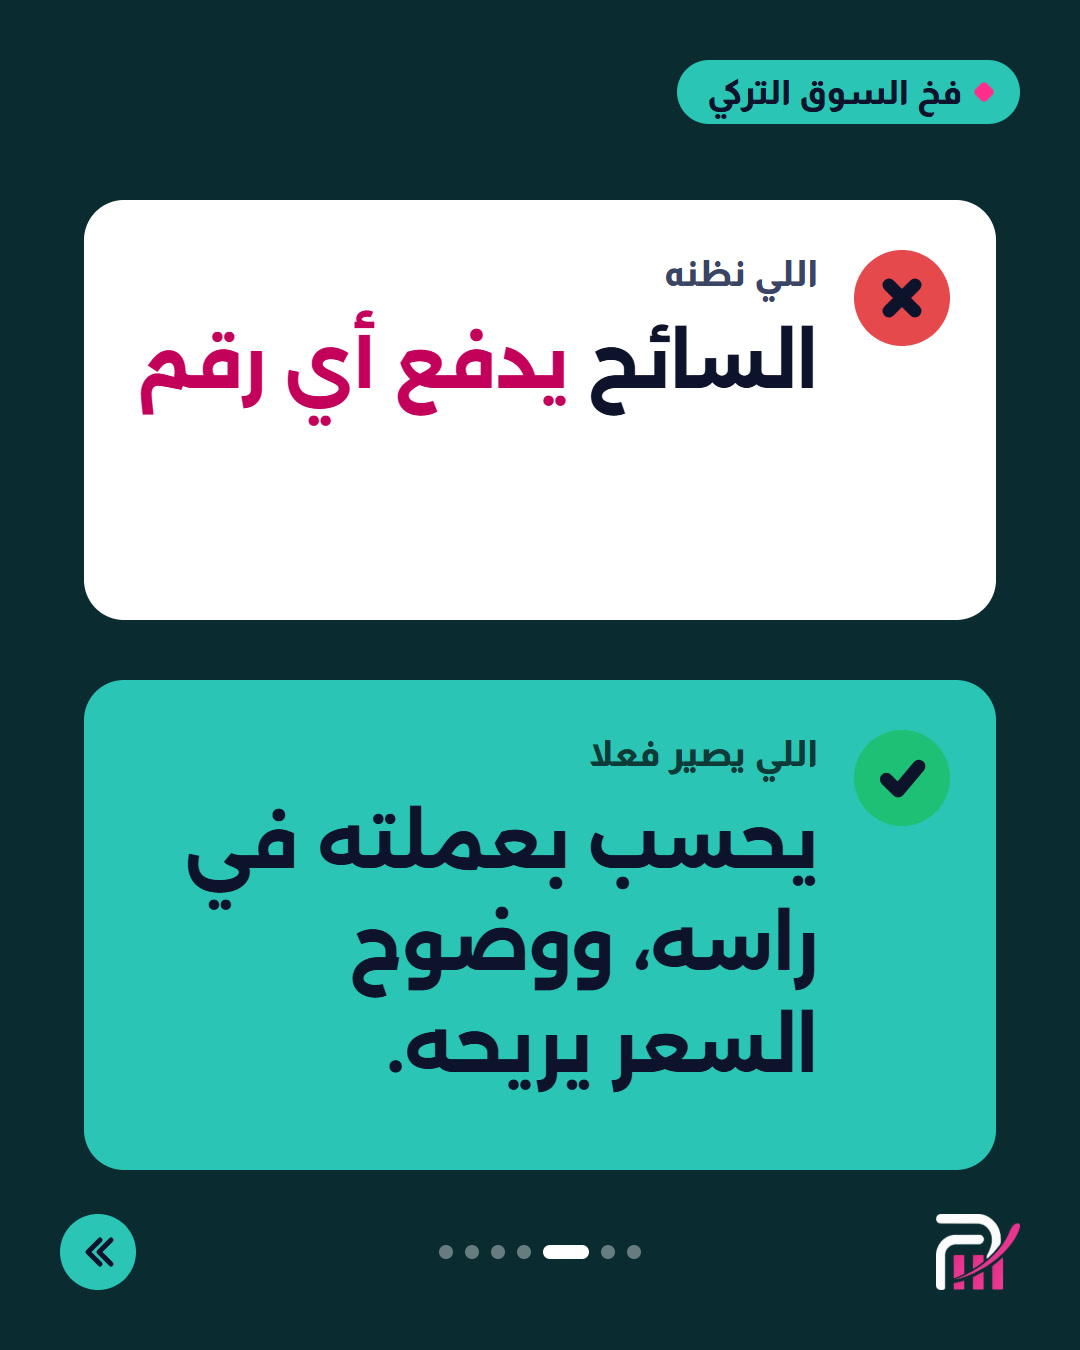 فخ السوق التركي
اللي نظنه
السائح يدفع أي رقم
اللي يصير فعلا
يحسب بعملته في
راسه، ووضوح
السعر يريحه.